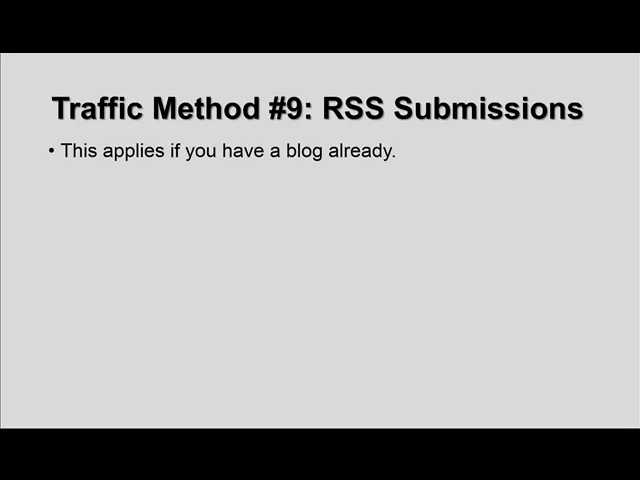 Traffic Method #9: RSS Submissions
• This applies if you have a blog already.